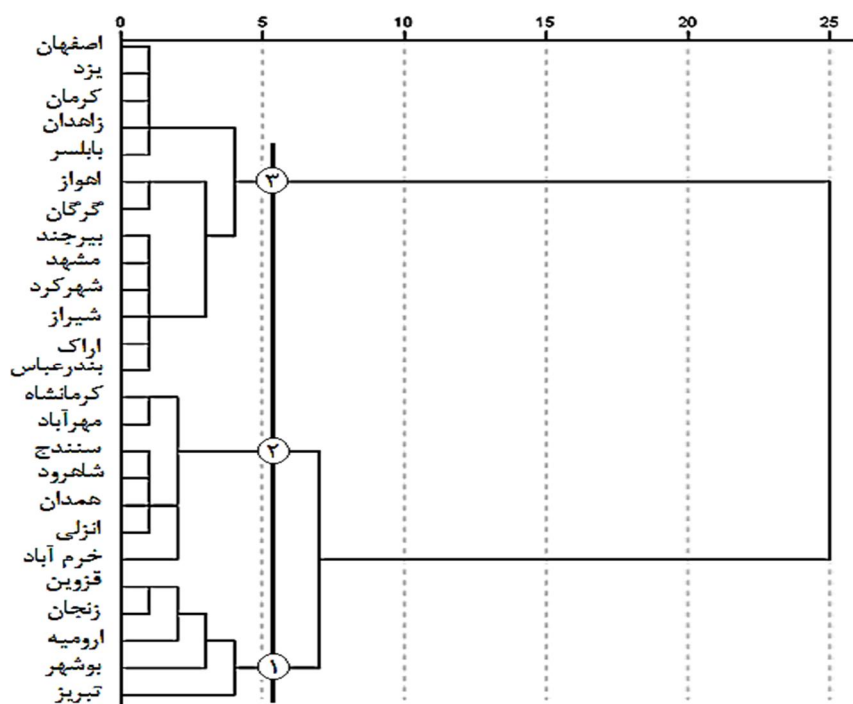 0 5 10 15 20 25
اصفهان
یزد
کرمان
زاهدان
بابلسر
اهواز
۳
گرگان
بیرجند
مشهد
شهرکرد
شیراز
اراک
بندرعباس
کرمانشاه
مهرآباد
سنندج
۲
شاهرود
همدان
انزلی
خرم آباد
قزوین
زنجان
ارومیه
بوشهر
۱
تبریز